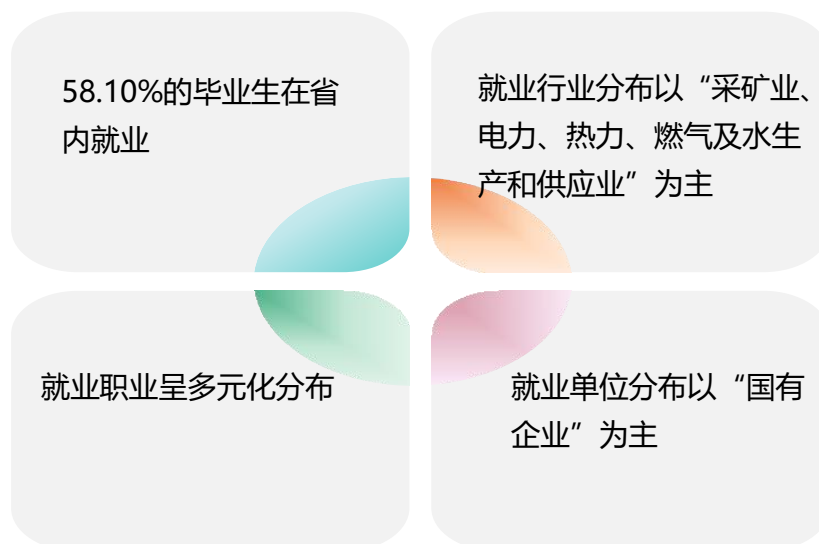 58.10%的毕业生在省
内就业
就业行业分布以“采矿业、
电力、热力、燃气及水生
产和供应业”为主
就业职业呈多元化分布
就业单位分布以“国有
企业”为主